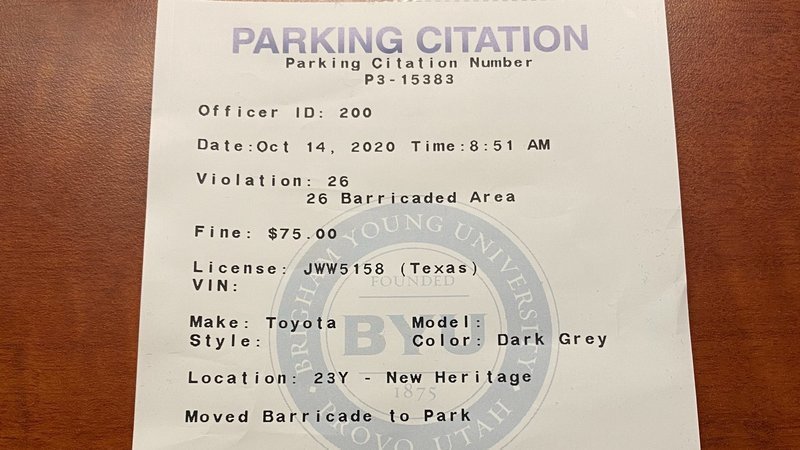 PARKING CITATION
Parking Citation Number
P3-15383
Officer ID: 200
Date:Oct 14, 2020 Time:8:51 AM
Violation: 26
26 Barricaded Area
Fine: $75.00
License: JWW5158 (Texas)
VIN:
Make: Toyota Model:
Style: Color: Dark Grey
Location: 23Y - New Heritage
Moved Barricade to Park
BRIGHAM YOUNG UNIVERSITY
FOUNDED
BYU
1875
PROVO, UTAH